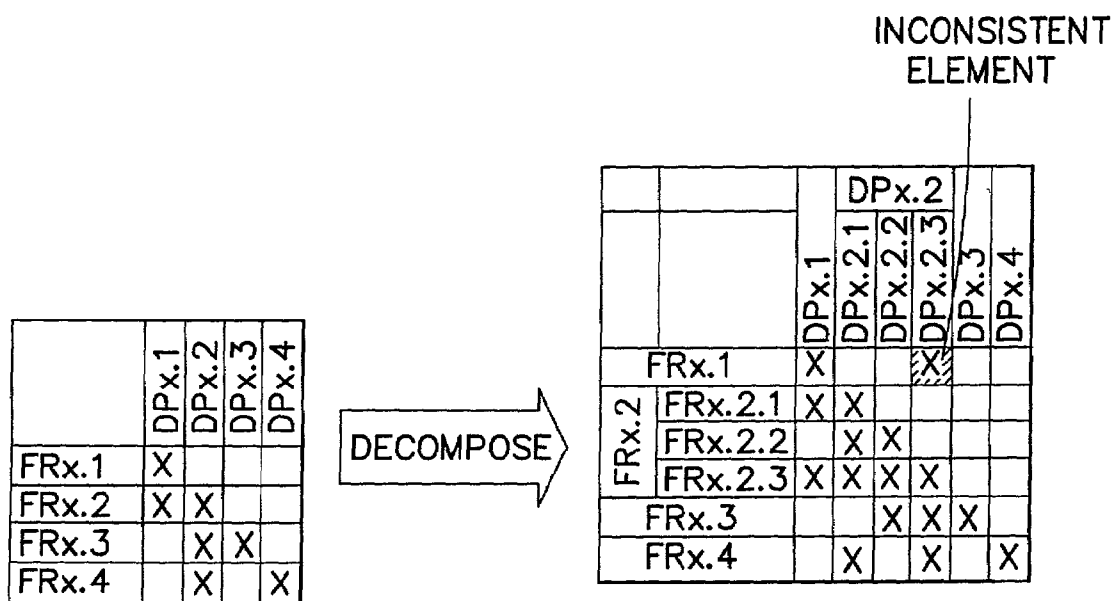 INCONSISTENT
ELEMENT
DPx.1 DPx.2 DPx.3 DPx.4
FRx.1 X
FRx.2 X X
FRx.3 X X
FRx.4 X X
DECOMPOSE
DPx.2
DPx.1 DPx.2.1 DPx.2.2 DPx.2.3 DPx.3 DPx.4
FRx.1 X X
FRx.2
FRx.2.1 X X
FRx.2.2 X X
FRx.2.3 X X X X
FRx.3 X X X
FRx.4 X X X